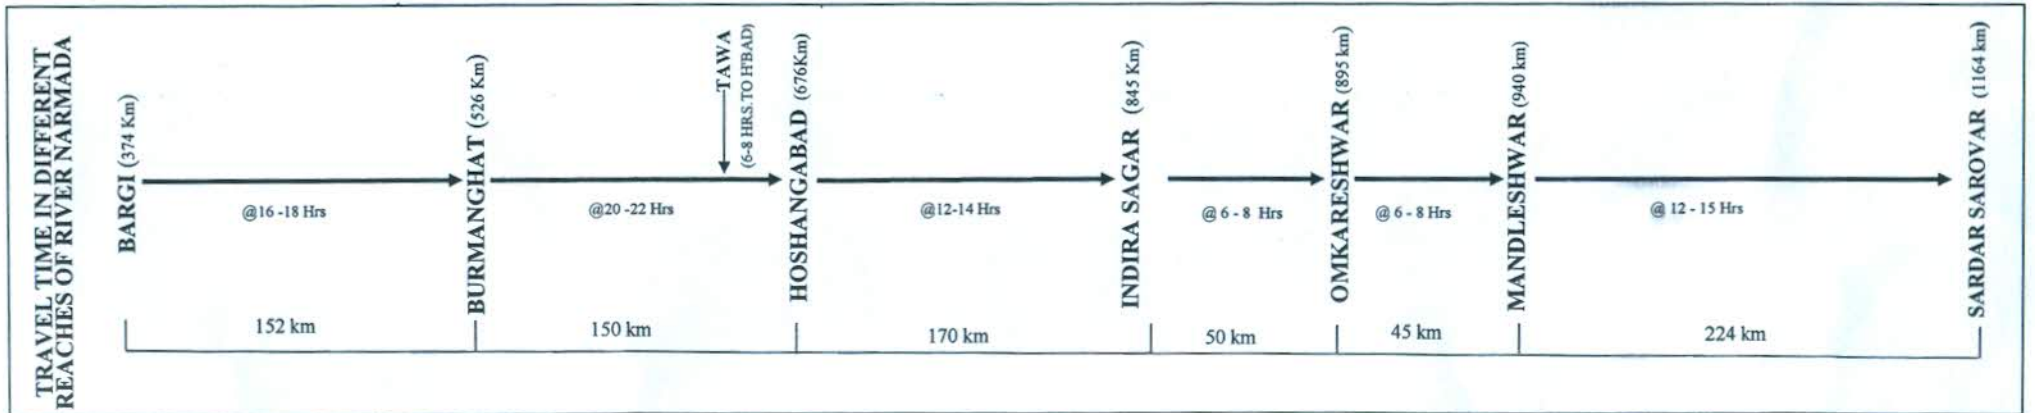 TRAVEL TIME IN DIFFERENT
REACHES OF RIVER NARMADA
BARGI (374 Km)
@16 -18 Hrs
152 km
BURMANGHAT (526 Km)
@20 -22 Hrs
150 km
TAWA
(6-8 HRS.TO H'BAD)
HOSHANGABAD (676Km)
@12-14 Hrs
170 km
INDIRA SAGAR (845 Km)
@ 6 - 8 Hrs
50 km
OMKARESHWAR (895 km)
@ 6 - 8 Hrs
45 km
MANDLESHWAR (940 km)
@ 12 - 15 Hrs
224 km
SARDAR SAROVAR (1164 km)